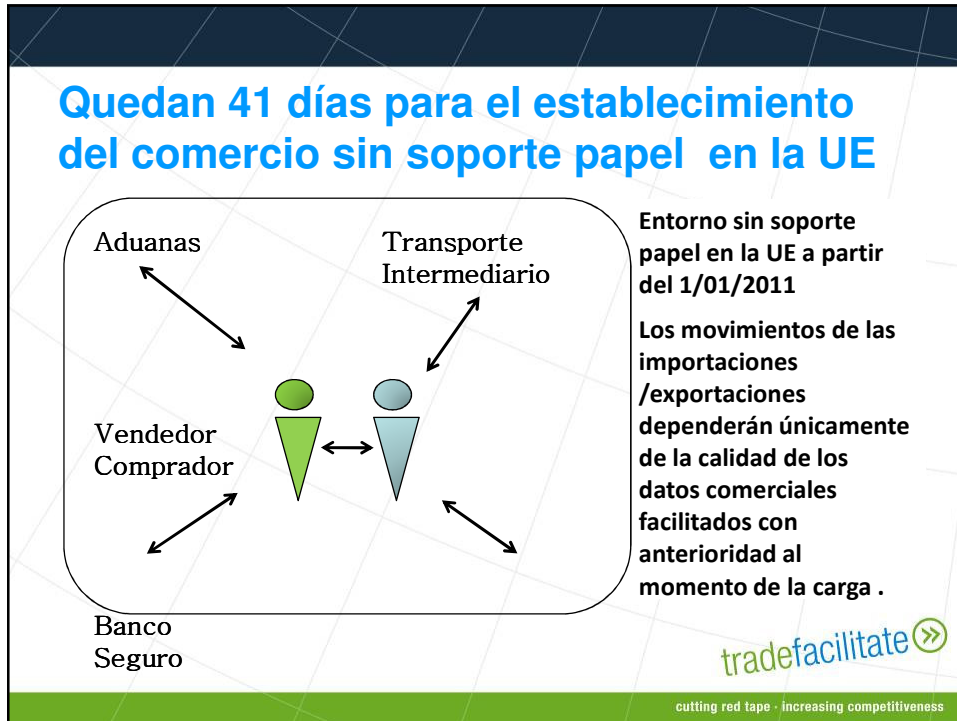 Quedan 41 días para el establecimiento
del comercio sin soporte papel en la UE
Aduanas
Transporte
Intermediario
Vendedor
Comprador
Banco
Seguro
Entorno sin soporte
papel en la UE a partir
del 1/01/2011
Los movimientos de las
importaciones
/exportaciones
dependerán únicamente
de la calidad de los
datos comerciales
facilitados con
anterioridad al
momento de la carga .
tradefacilitate
cutting red tape · increasing competitiveness